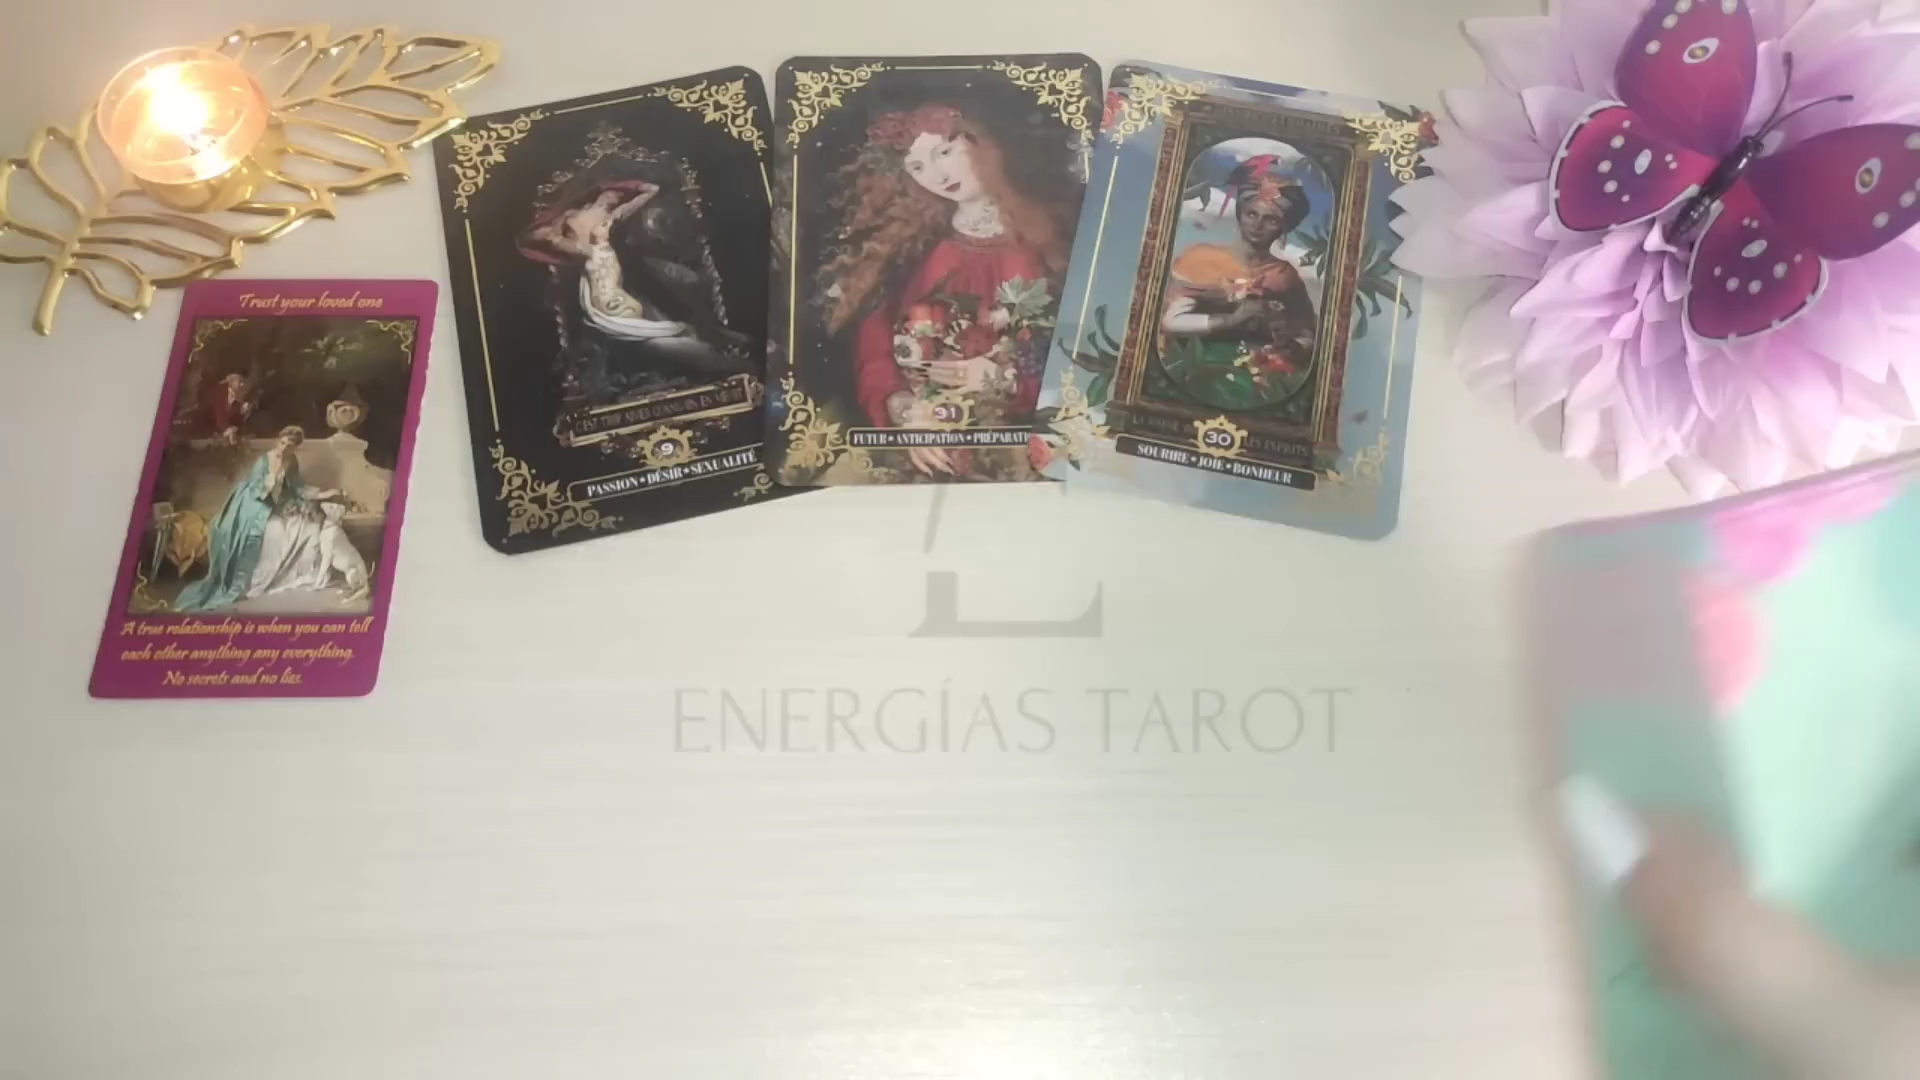 Trust your loved one
A true relationship is when you can tell
each other anything any everything.
No secrets and no lies.
9
PASSION • DÉSIR • SEXUALITÉ
31
FUTUR • ANTICIPATION • PRÉPARATI
30
SOURIRE • JOIE • BONHEUR
ENERGÍAS TAROT